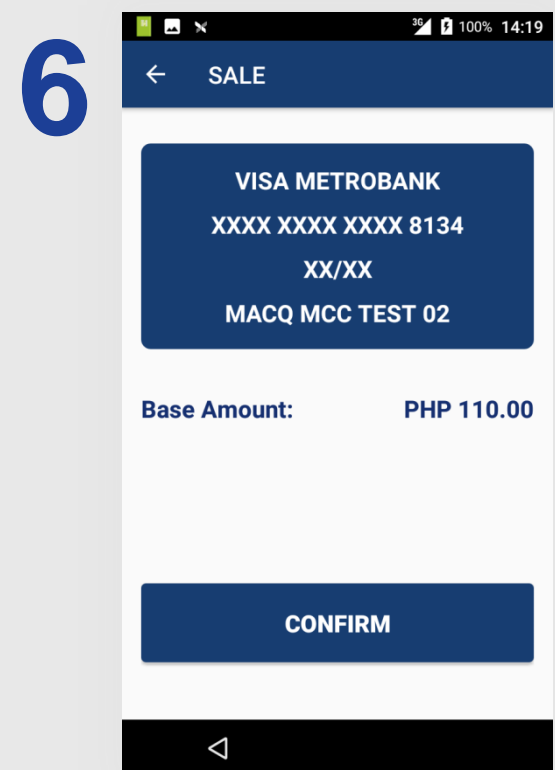 6
3G 100% 14:19
SALE
VISA METROBANK
XXXX XXXX XXXX 8134
XX/XX
MACQ MCC TEST 02
Base Amount: PHP 110.00
CONFIRM